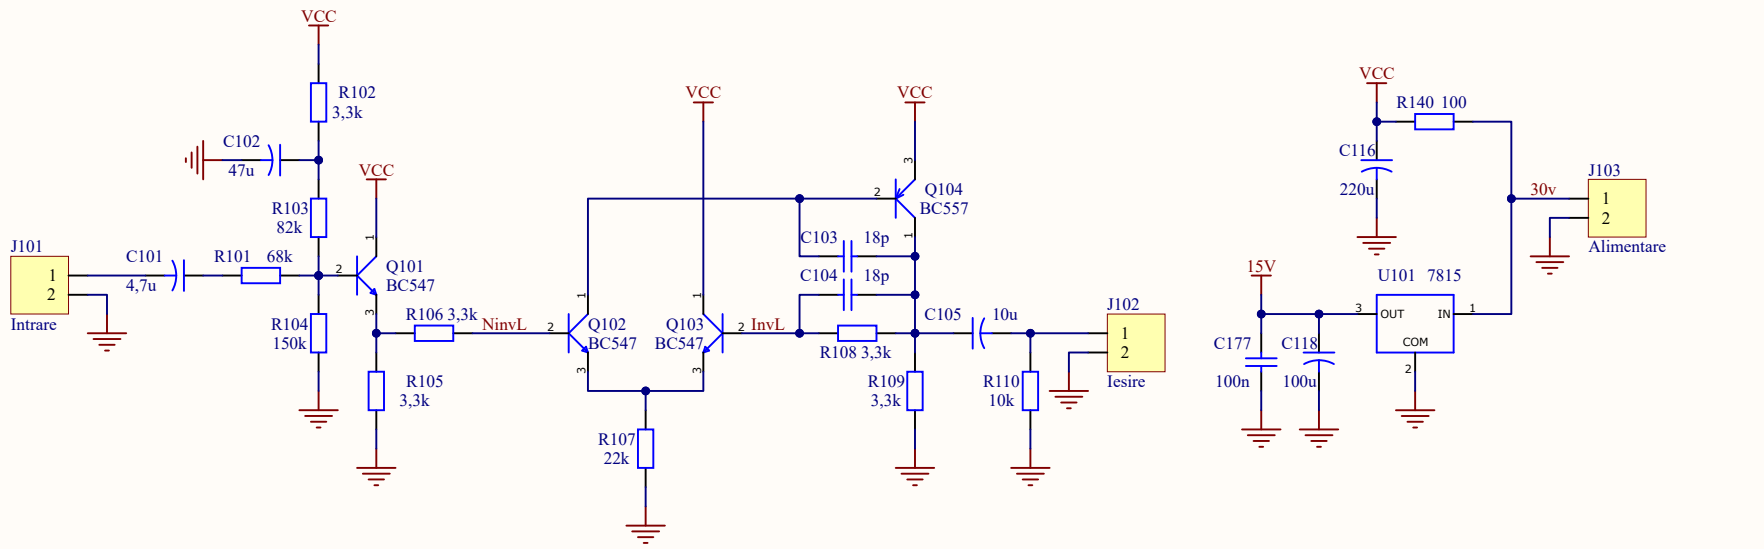 VCC
R102
3,3k
C102
47u
VCC
R103
82k
J101
1
2
Intrare
C101
4,7u
R101 68k
2
1
Q101
BC547
3
R104
150k
R106 3,3k
NinvL
R105
3,3k
2
1
Q102
BC547
3
VCC
1
Q103
BC547
2
3
InvL
R107
22k
VCC
3
2
Q104
BC557
1
C103 18p
C104 18p
R108 3,3k
C105 10u
R109
3,3k
R110
10k
J102
1
2
Iesire
VCC
R140 100
C116
220u
30v
J103
1
2
Alimentare
15V
U101 7815
3
OUT
IN
1
COM
2
C177
100n
C118
100u